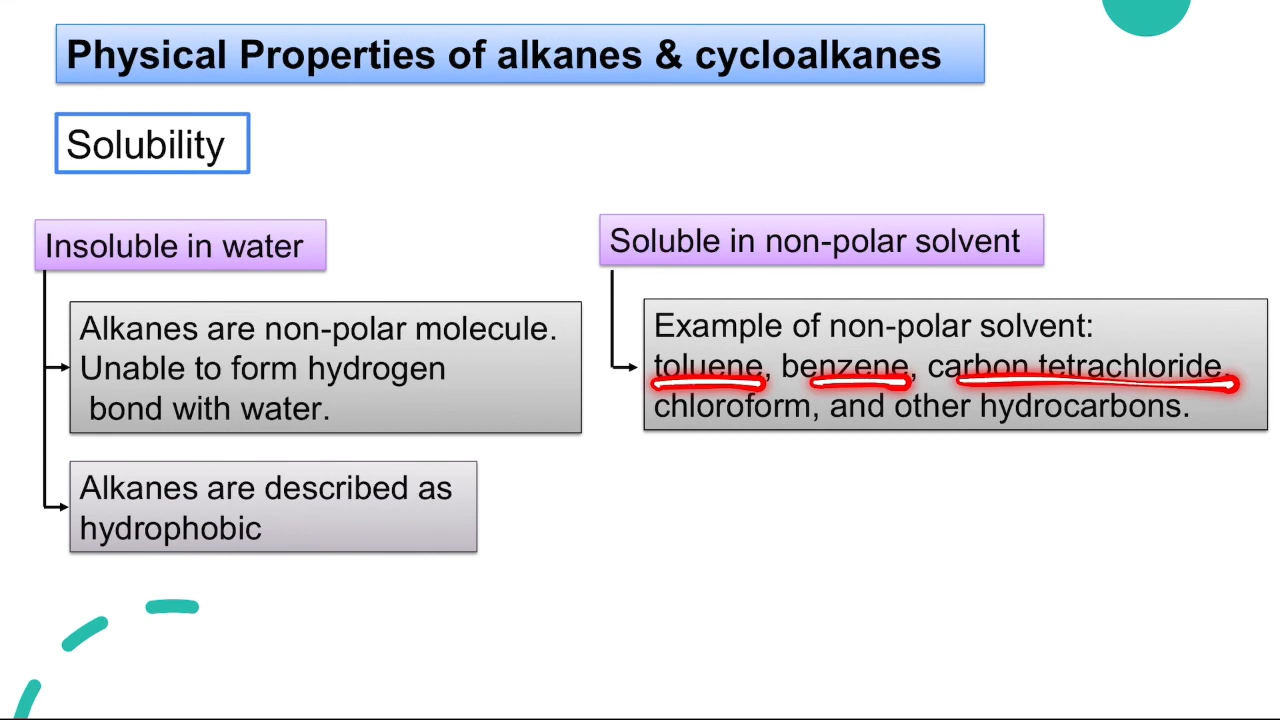 Physical Properties of alkanes & cycloalkanes
Solubility
Insoluble in water
Alkanes are non-polar molecule.
Unable to form hydrogen
bond with water.
Alkanes are described as
hydrophobic
Soluble in non-polar solvent
Example of non-polar solvent:
toluene, benzene, carbon tetrachloride,
chloroform, and other hydrocarbons.